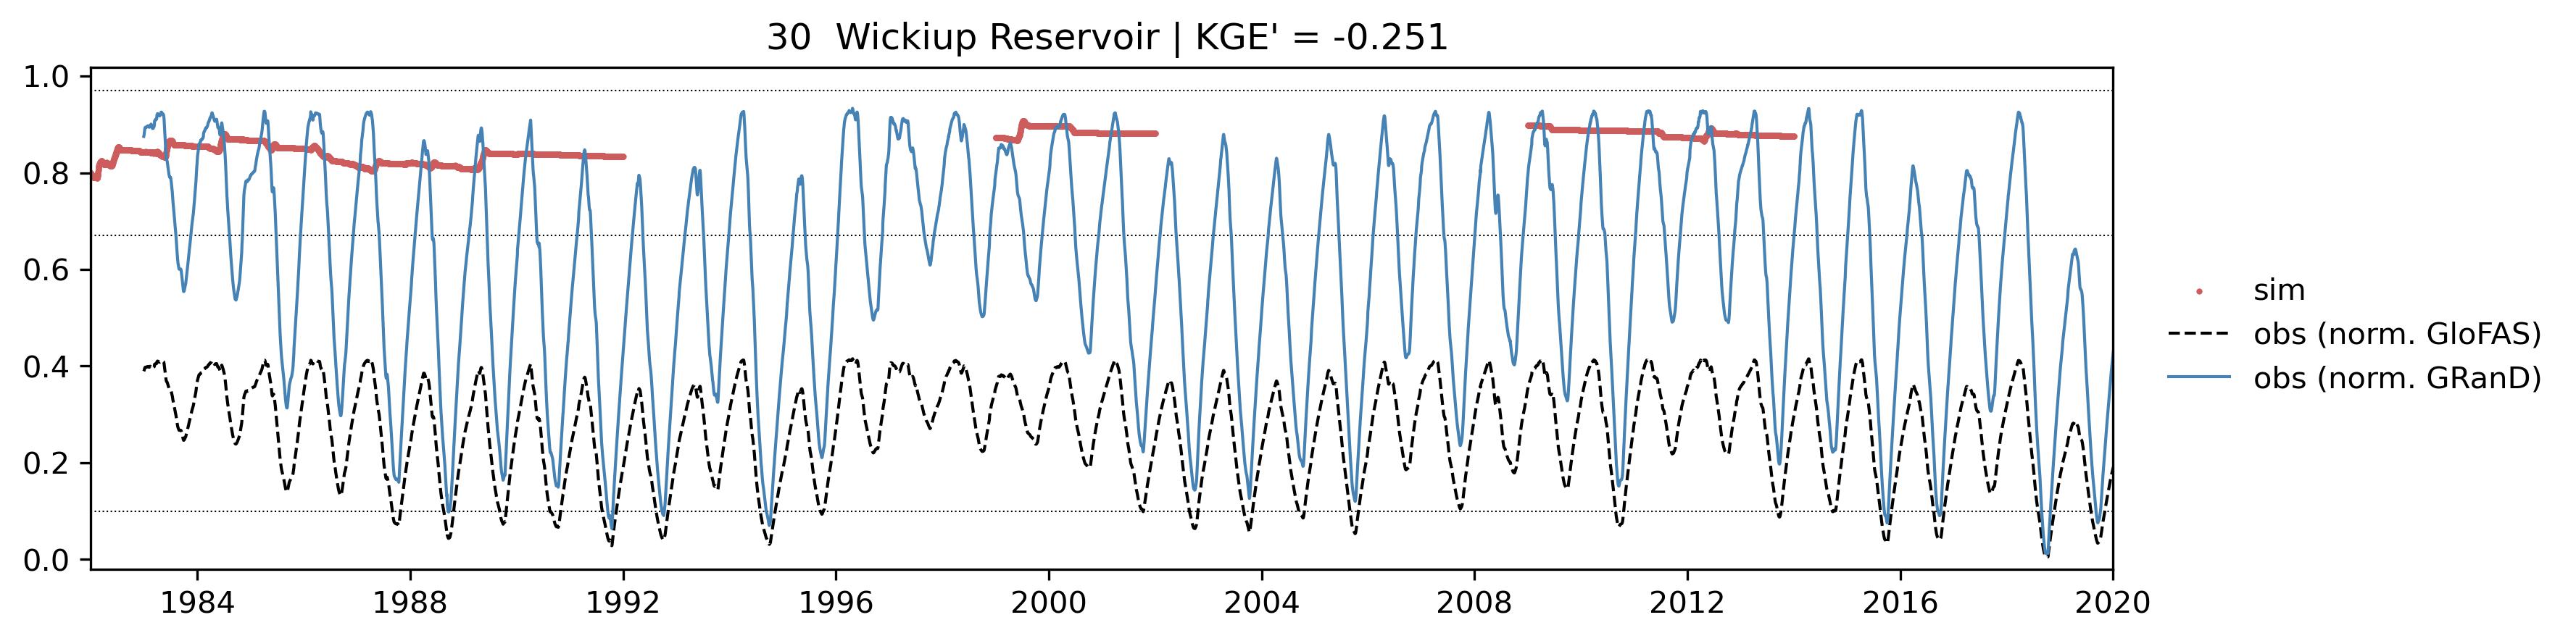 30  Wickiup Reservoir | KGE' = -0.251
1.0
0.8
0.6
0.4
0.2
0.0
1984 1988 1992 1996 2000 2004 2008 2012 2016 2020
sim
obs (norm. GloFAS)
obs (norm. GRanD)